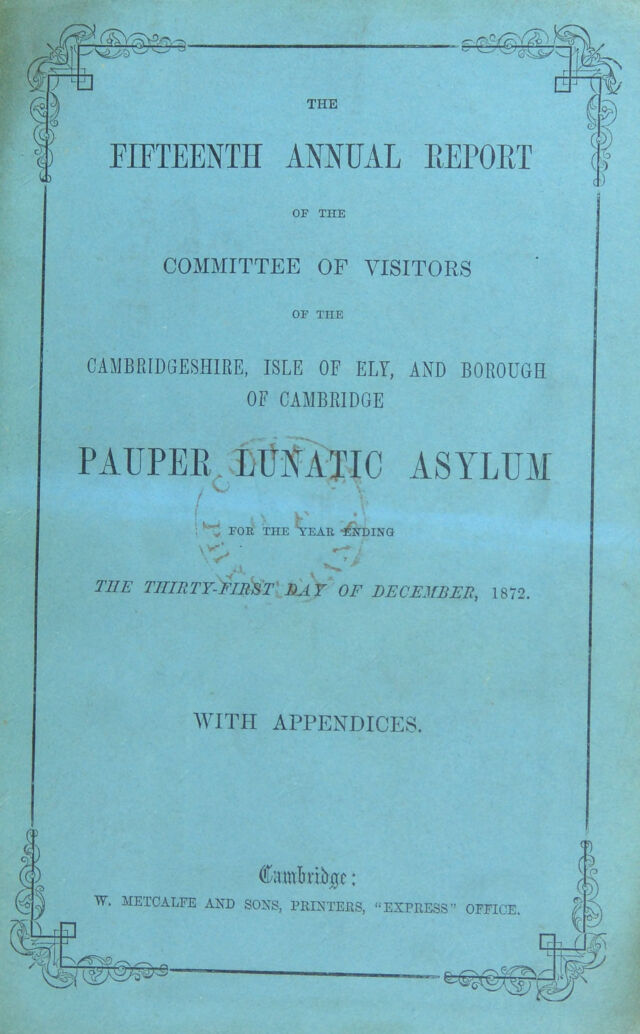 THE
FIFTEENTH ANNUAL REPORT
OF THE
COMMITTEE OF VISITORS
OF THE
CAMBRIDGESHIRE, ISLE OF ELY, AND BOROUGH
OF CAMBRIDGE
PAUPER LUNATIC ASYLUM
FOR THE YEAR ENDING
THE THIRTY-FIRST DAY OF DECEMBER, 1872.
WITH APPENDICES.
Cambridge:
W. METCALFE AND SONS, PRINTERS, "EXPRESS" OFFICE.